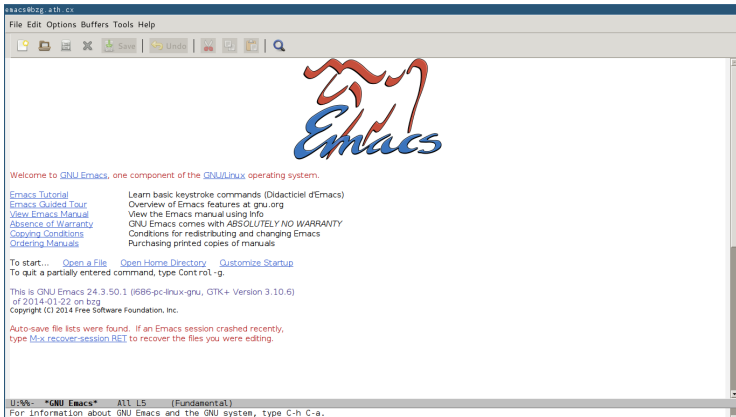 emacs@bzg.ath.cx
File Edit Options Buffers Tools Help
Save Undo
Emacs
Welcome to GNU Emacs, one component of the GNU/Linux operating system.
Emacs Tutorial Learn basic keystroke commands (Didacticiel d'Emacs)
Emacs Guided Tour Overview of Emacs features at gnu.org
View Emacs Manual View the Emacs manual using Info
Absence of Warranty GNU Emacs comes with ABSOLUTELY NO WARRANTY
Copying Conditions Conditions for redistributing and changing Emacs
Ordering Manuals Purchasing printed copies of manuals
To start... Open a File Open Home Directory Customize Startup
To quit a partially entered command, type Control-g.
This is GNU Emacs 24.3.50.1 (i686-pc-linux-gnu, GTK+ Version 3.10.6)
of 2014-01-22 on bzg
Copyright (C) 2014 Free Software Foundation, Inc.
Auto-save file lists were found. If an Emacs session crashed recently,
type M-x recover-session RET to recover the files you were editing.
U:%%- *GNU Emacs* All L5 (Fundamental)
For information about GNU Emacs and the GNU system, type C-h C-a.